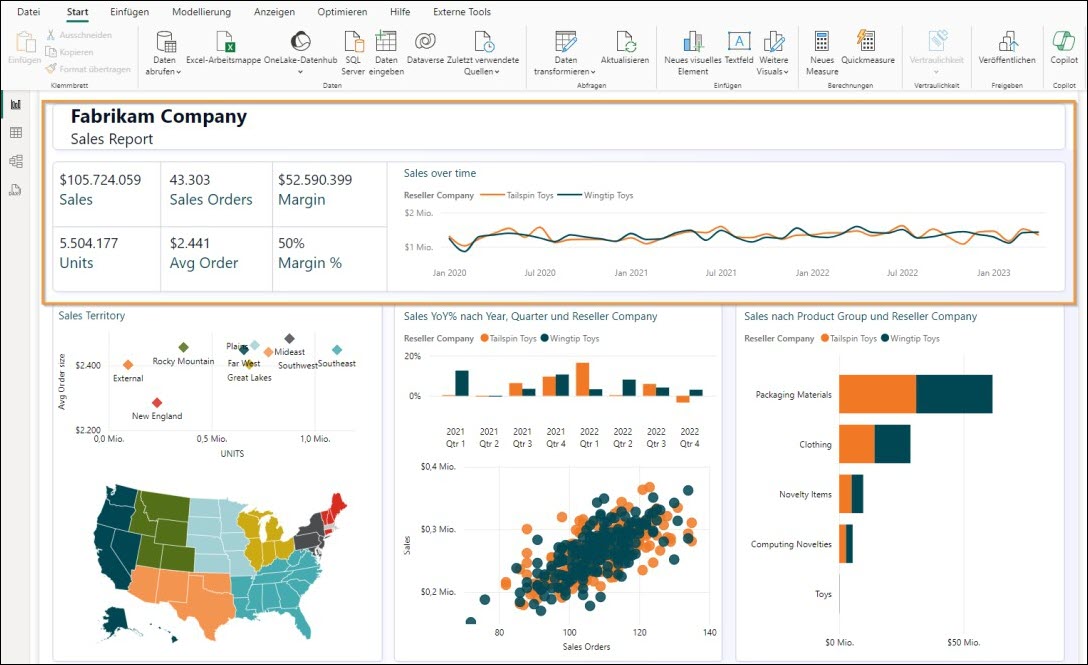 Datei Start Einfügen Modellierung Anzeigen Optimieren Hilfe Externe Tools
Einfügen
Ausschneiden
Kopieren
Format übertragen
Klemmbrett
Daten abrufen
Excel-Arbeitsmappe
OneLake-Datenhub
SQL Server
Daten eingeben
Dataverse
Zuletzt verwendete Quellen
Daten
Daten transformieren
Aktualisieren
Abfragen
Neues visuelles Element
Textfeld
Weitere Visuals
Einfügen
Neues Measure
Quickmeasure
Berechnungen
Vertraulichkeit
Vertraulichkeit
Veröffentlichen
Freigeben
Copilot
Copilot
Fabrikam Company
Sales Report
$105.724.059
Sales
43.303
Sales Orders
$52.590.399
Margin
5.504.177
Units
$2.441
Avg Order
50%
Margin %
Sales over time
Reseller Company Tailspin Toys Wingtip Toys
$2 Mio.
$1 Mio.
Jan 2020 Jul 2020 Jan 2021 Jul 2021 Jan 2022 Jul 2022 Jan 2023
Sales Territory
Avg Order size
$2.400
$2.200
External
Rocky Mountain
New England
Plains
Far West
Great Lakes
Mideast
Southwest
Southeast
0,0 Mio. 0,5 Mio. 1,0 Mio.
UNITS
Sales YoY% nach Year, Quarter und Reseller Company
Reseller Company Tailspin Toys Wingtip Toys
20%
0%
2021 2021 2021 2021 2022 2022 2022 2022
Qtr 1 Qtr 2 Qtr 3 Qtr 4 Qtr 1 Qtr 2 Qtr 3 Qtr 4
$0,4 Mio.
$0,3 Mio.
$0,2 Mio.
Sales
80 100 120 140
Sales Orders
Sales nach Product Group und Reseller Company
Reseller Company Tailspin Toys Wingtip Toys
Packaging Materials
Clothing
Novelty Items
Computing Novelties
Toys
$0 Mio. $50 Mio.